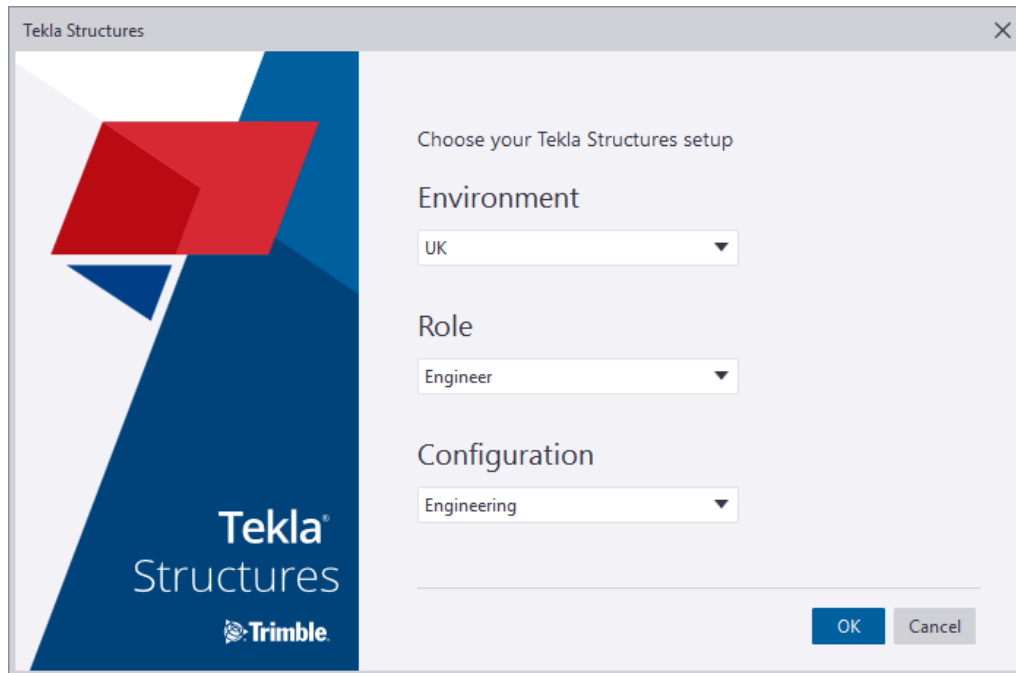 Tekla Structures
Choose your Tekla Structures setup
Environment
UK
Role
Engineer
Configuration
Engineering
Tekla®
Structures
Trimble.
OK
Cancel